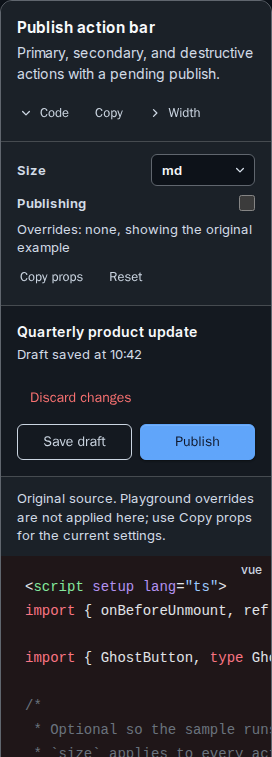 Publish action bar
Primary, secondary, and destructive
actions with a pending publish.
Code Copy Width
Size md
Publishing
Overrides: none, showing the original
example
Copy props Reset
Quarterly product update
Draft saved at 10:42
Discard changes
Save draft Publish
Original source. Playground overrides
are not applied here; use Copy props
for the current settings.
vue
<script setup lang="ts">
import { onBeforeUnmount, ref
import { GhostButton, type Gho
/*
* Optional so the sample runs
* `size` applies to every act